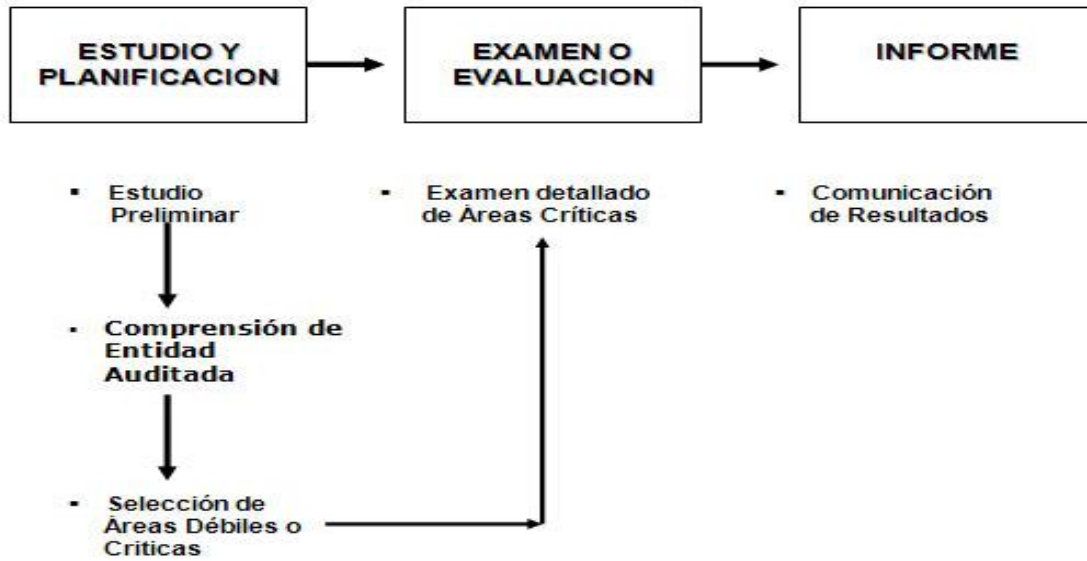 ESTUDIO Y
PLANIFICACION
EXAMEN O
EVALUACION
INFORME
▪ Estudio
Preliminar
▪ Comprensión de
Entidad
Auditada
▪ Selección de
Áreas Débiles o
Criticas
▪ Examen detallado
de Áreas Críticas
▪ Comunicación
de Resultados